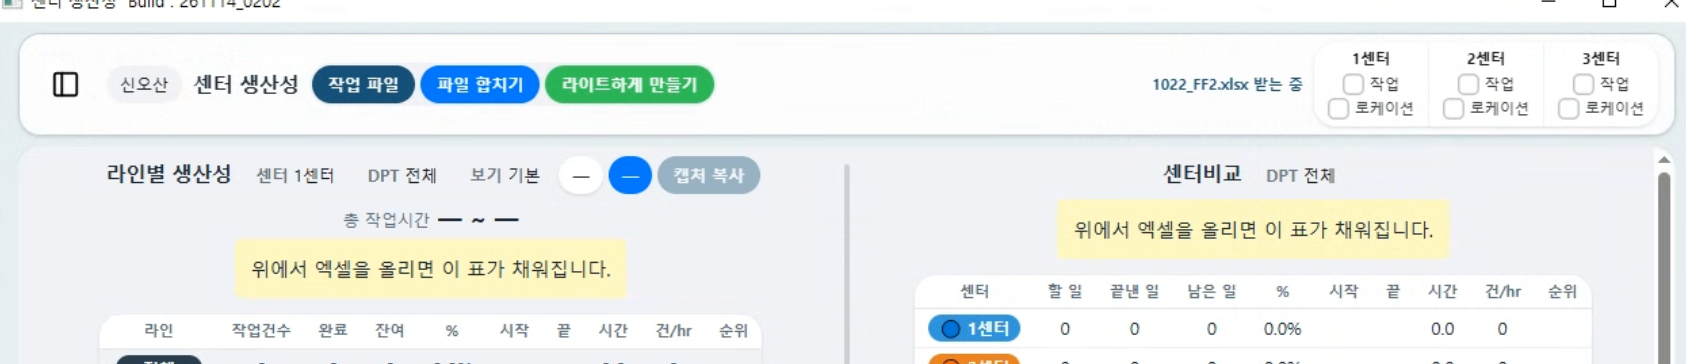 센터 생산성 Build : 261114_0202
신오산 센터 생산성 작업 파일 파일 합치기 라이트하게 만들기 1022_FF2.xlsx 받는 중
1센터 2센터 3센터
작업 작업 작업
로케이션 로케이션 로케이션
라인별 생산성 센터 1센터 DPT 전체 보기 기본 — — 캡처 복사
총 작업시간 — ~ —
위에서 엑셀을 올리면 이 표가 채워집니다.
라인 작업건수 완료 잔여 % 시작 끝 시간 건/hr 순위
센터비교 DPT 전체
위에서 엑셀을 올리면 이 표가 채워집니다.
센터 할 일 끝낸 일 남은 일 % 시작 끝 시간 건/hr 순위
1센터 0 0 0 0.0% 0.0 0